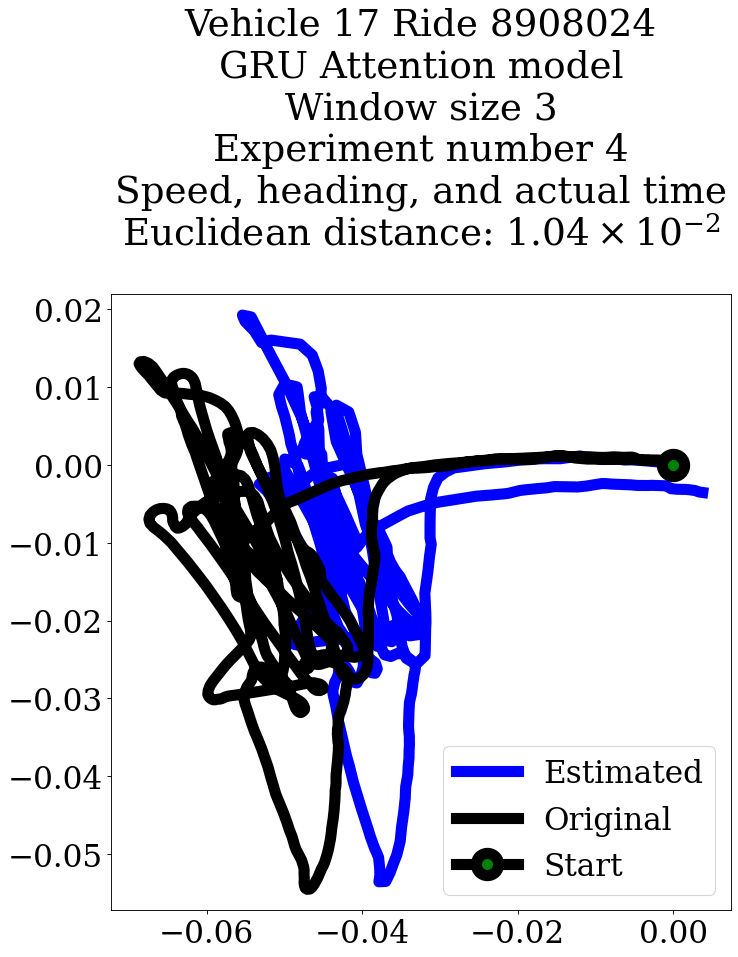 Vehicle 17 Ride 8908024
GRU Attention model
Window size 3
Experiment number 4
Speed, heading, and actual time
Euclidean distance: 1.04 × 10⁻²
0.02
0.01
0.00
−0.01
−0.02
−0.03
−0.04
−0.05
Estimated
Original
Start
−0.06 −0.04 −0.02 0.00